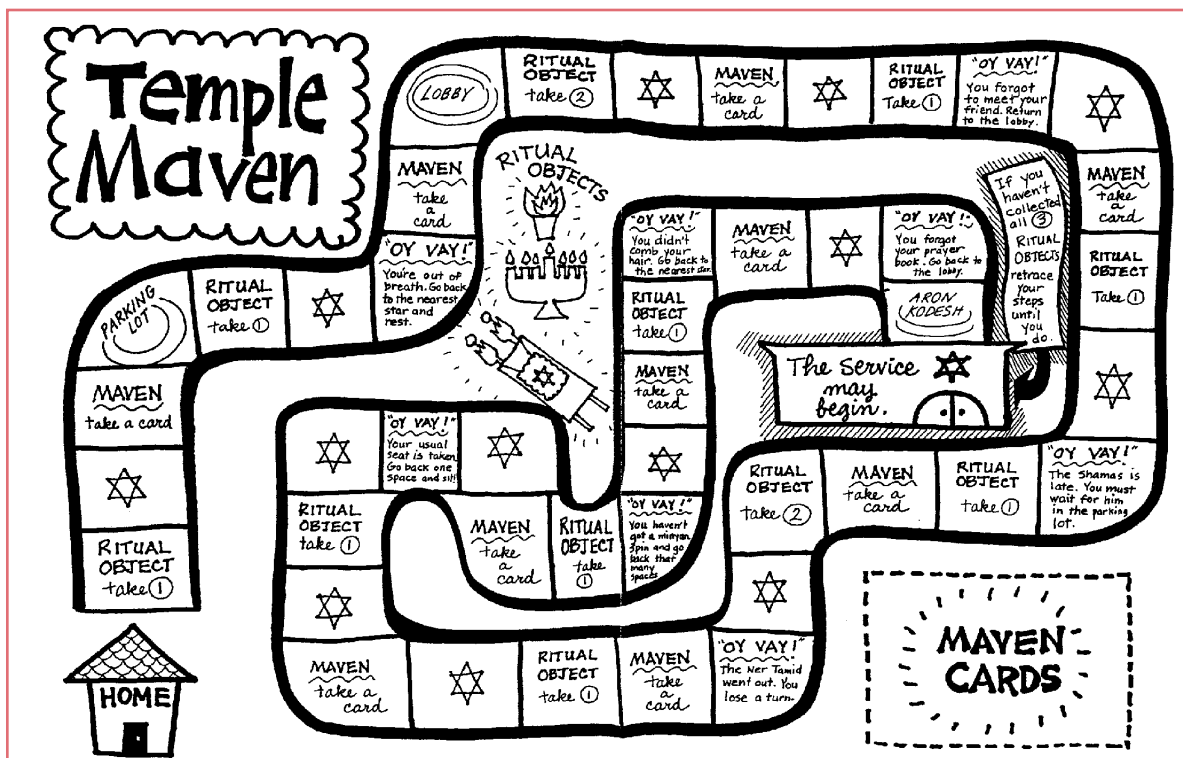 Temple
Maven
HOME
RITUAL
OBJECT
take ①
MAVEN
take a card
PARKING
LOT
RITUAL
OBJECT
take ①
"OY VAY!"
You're out of
breath. Go back
to the nearest
star and
rest.
MAVEN
take
a
card
LOBBY
RITUAL
OBJECT
take ②
MAVEN
take a
card
RITUAL
OBJECT
Take ①
"OY VAY!"
You forgot
to meet your
friend. Return
to the lobby.
MAVEN
take
a
card
RITUAL
OBJECT
Take ①
"OY VAY!"
The Shamas is
late. You must
wait for him
in the parking
lot.
RITUAL
OBJECT
take ①
MAVEN
take a
card
RITUAL
OBJECT
take ②
"OY VAY!"
The Ner Tamid
went out. You
lose a turn.
MAVEN
take
a
card
RITUAL
OBJECT
take ①
MAVEN
take a
card
RITUAL
OBJECT
take ①
"OY VAY!"
Your usual
seat is taken
Go back one
space and sit!
MAVEN
take
a
card
RITUAL
OBJECT
take
①
"OY VAY!"
You haven't
got a minyan
Spin and go
back that
many
spaces
MAVEN
take a
card
RITUAL
OBJECT
take ①
"OY VAY!"
You didn't
comb your
hair. Go back to
the nearest star.
MAVEN
take a
card
"OY VAY!"
You forgot
your prayer
book. Go back to
the lobby.
ARON
KODESH
If you
haven't
collected
all ③
RITUAL
OBJECTS
retrace
your
steps
until
you
do.
The Service
may
begin.
RITUAL
OBJECTS
MAVEN
CARDS